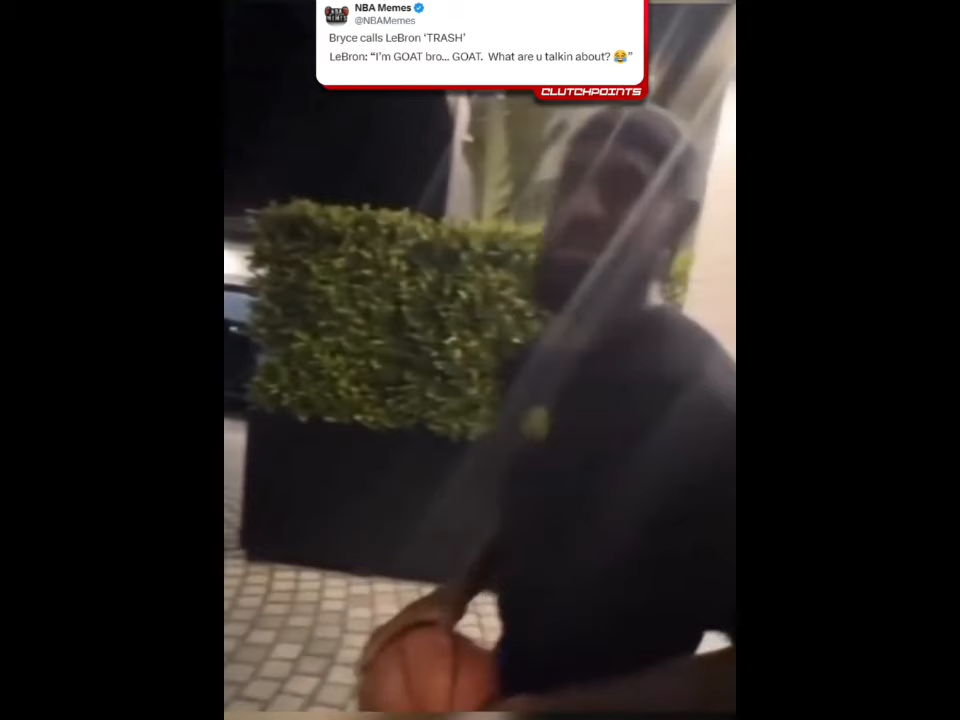 NBA Memes
@NBAMemes
Bryce calls LeBron ‘TRASH’
LeBron: “I’m GOAT bro... GOAT. What are u talkin about? 😂”
CLUTCHPOINTS